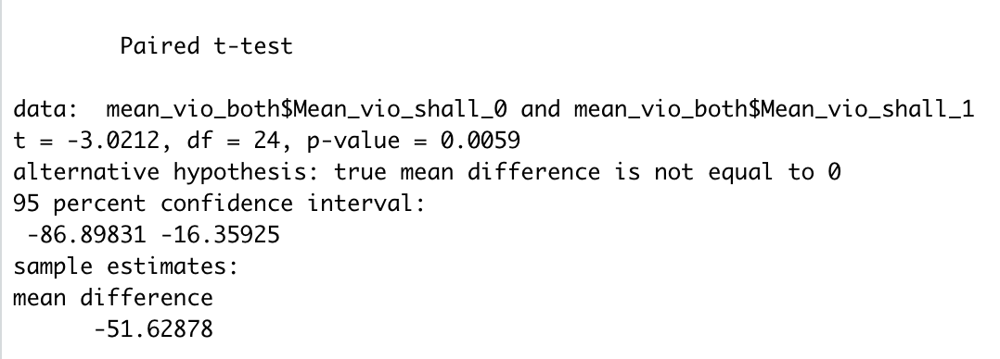 Paired t-test
data:  mean_vio_both$Mean_vio_shall_0 and mean_vio_both$Mean_vio_shall_1
t = -3.0212, df = 24, p-value = 0.0059
alternative hypothesis: true mean difference is not equal to 0
95 percent confidence interval:
 -86.89831 -16.35925
sample estimates:
mean difference
      -51.62878